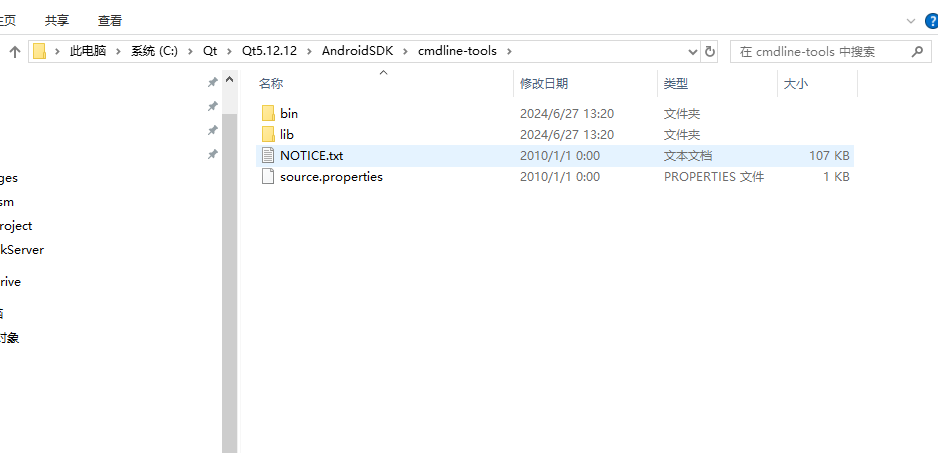 主页 共享 查看
此电脑 系统 (C:) Qt Qt5.12.12 AndroidSDK cmdline-tools 在 cmdline-tools 中搜索
名称 修改日期 类型 大小
bin 2024/6/27 13:20 文件夹
lib 2024/6/27 13:20 文件夹
NOTICE.txt 2010/1/1 0:00 文本文档 107 KB
source.properties 2010/1/1 0:00 PROPERTIES 文件 1 KB
ges
sm
roject
kServer
rive
对象